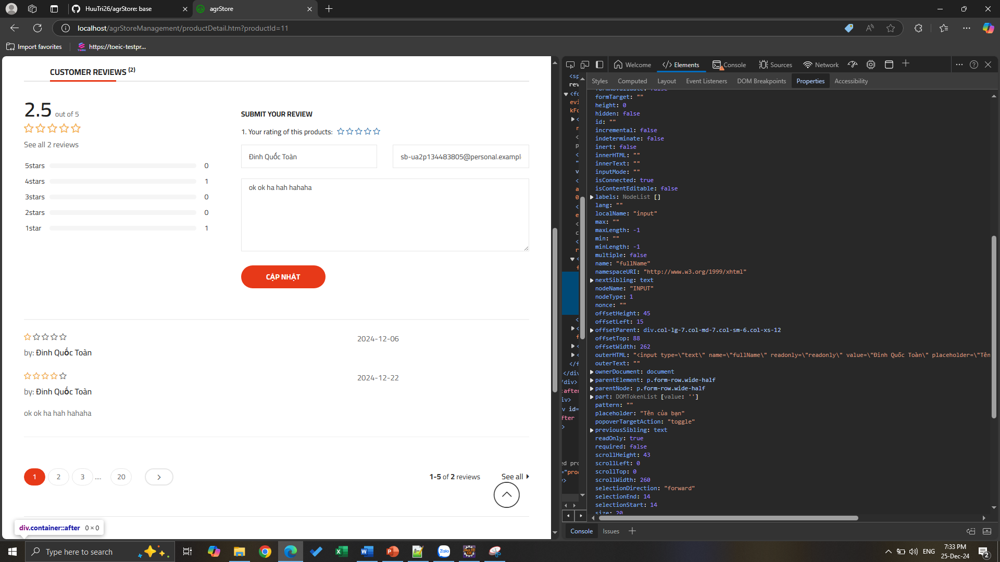 HuuTri26/agrStore: base
agrStore
localhost/agrStoreManagement/productDetail.htm?productId=11
Import favorites
https://toeic-testpr...
CUSTOMER REVIEWS (2)
2.5 out of 5
See all 2 reviews
5stars 0
4stars 1
3stars 0
2stars 0
1star 1
SUBMIT YOUR REVIEW
1. Your rating of this products:
Đinh Quốc Toàn
sb-ua2p134483805@personal.exampl
ok ok ha hah hahaha
CẬP NHẬT
2024-12-06
by: Đinh Quốc Toàn
2024-12-22
by: Đinh Quốc Toàn
ok ok ha hah hahaha
1 2 3 .... 20
1-5 of 2 reviews See all
div.container::after 0 × 0
Welcome Elements Console Sources Network
Styles Computed Layout Event Listeners DOM Breakpoints Properties Accessibility
formTarget: ""
height: 0
hidden: false
id: ""
incremental: false
indeterminate: false
inert: false
innerHTML: ""
innerText: ""
inputMode: ""
isConnected: true
isContentEditable: false
labels: NodeList []
lang: ""
localName: "input"
max: ""
maxLength: -1
min: ""
minLength: -1
multiple: false
name: "fullName"
namespaceURI: "http://www.w3.org/1999/xhtml"
nextSibling: text
nodeName: "INPUT"
nodeType: 1
nonce: ""
offsetHeight: 45
offsetLeft: 15
offsetParent: div.col-lg-7.col-md-7.col-sm-6.col-xs-12
offsetTop: 88
offsetWidth: 262
outerHTML: "<input type=\"text\" name=\"fullName\" readonly=\"readonly\" value=\"Đinh Quốc Toàn\" placeholder=\"Tên
outerText: ""
ownerDocument: document
parentElement: p.form-row.wide-half
parentNode: p.form-row.wide-half
part: DOMTokenList [value: '']
pattern: ""
placeholder: "Tên của bạn"
popoverTargetAction: "toggle"
previousSibling: text
readOnly: true
required: false
scrollHeight: 43
scrollLeft: 0
scrollTop: 0
scrollWidth: 260
selectionDirection: "forward"
selectionEnd: 14
selectionStart: 14
size: 20
Console Issues
Type here to search
ENG
7:33 PM
25-Dec-24
2